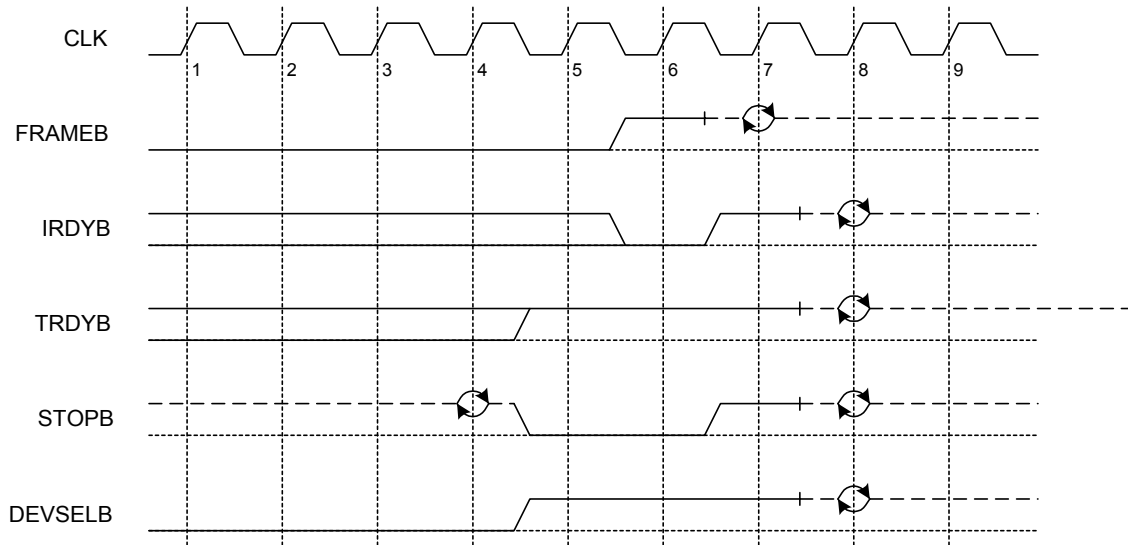 CLK
1 2 3 4 5 6 7 8 9
FRAMEB
IRDYB
TRDYB
STOPB
DEVSELB